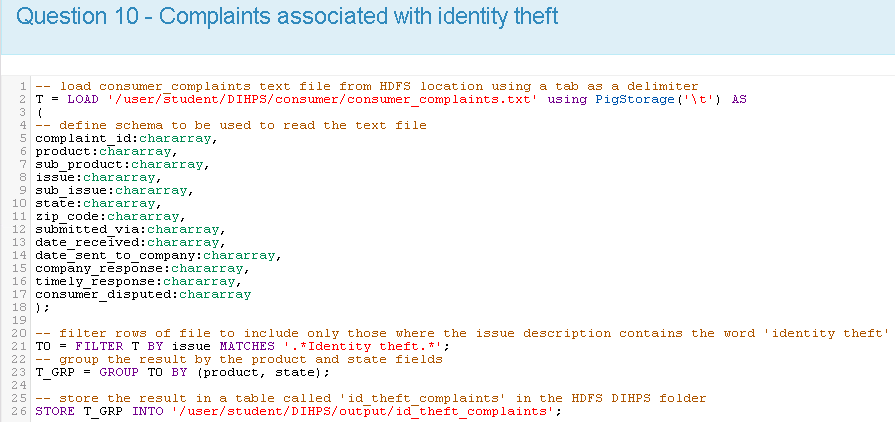 Question 10 - Complaints associated with identity theft
1 -- load consumer_complaints text file from HDFS location using a tab as a delimiter
2 T = LOAD '/user/student/DIHPS/consumer/consumer_complaints.txt' using PigStorage('\t') AS
3 (
4 -- define schema to be used to read the text file
5 complaint_id:chararray,
6 product:chararray,
7 sub_product:chararray,
8 issue:chararray,
9 sub_issue:chararray,
10 state:chararray,
11 zip_code:chararray,
12 submitted_via:chararray,
13 date_received:chararray,
14 date_sent_to_company:chararray,
15 company_response:chararray,
16 timely_response:chararray,
17 consumer_disputed:chararray
18 );
19
20 -- filter rows of file to include only those where the issue description contains the word 'identity theft'
21 TO = FILTER T BY issue MATCHES '.*Identity theft.*';
22 -- group the result by the product and state fields
23 T_GRP = GROUP TO BY (product, state);
24
25 -- store the result in a table called 'id_theft_complaints' in the HDFS DIHPS folder
26 STORE T_GRP INTO '/user/student/DIHPS/output/id_theft_complaints';